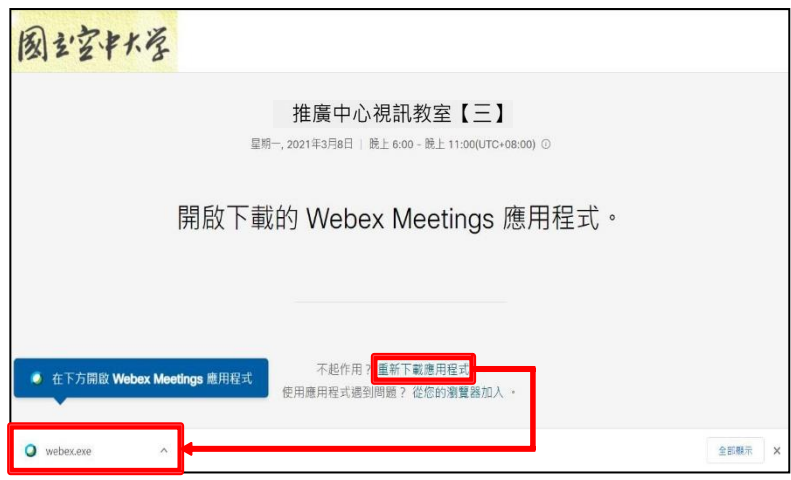 國立空中大学
推廣中心視訊教室【三】
星期一, 2021年3月8日 | 晚上 6:00 - 晚上 11:00(UTC+08:00)
開啟下載的 Webex Meetings 應用程式。
不起作用？重新下載應用程式
在下方開啟 Webex Meetings 應用程式
使用應用程式遇到問題？ 從您的瀏覽器加入 。
webex.exe
全部顯示